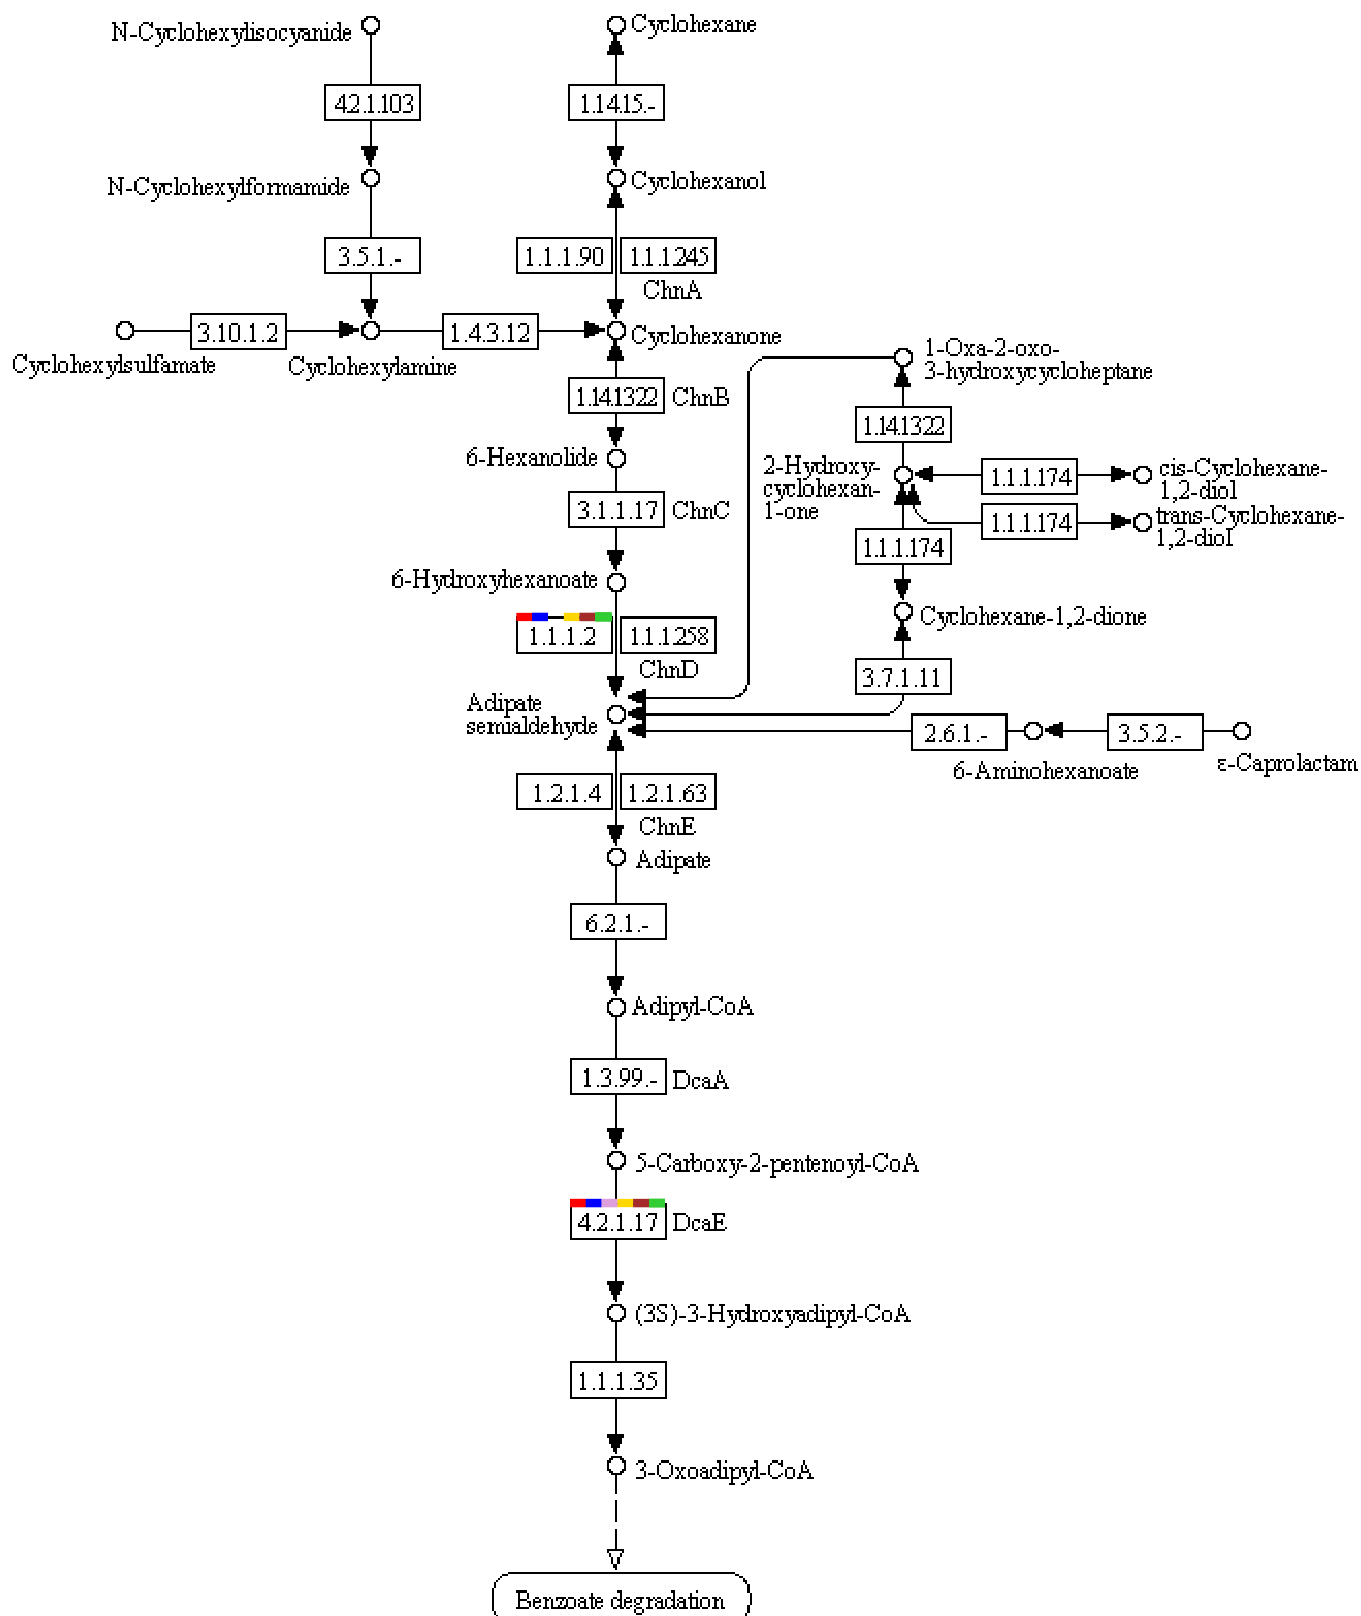 N-Cyclohexylisocyanide
Cyclohexane
4.2.1.103
1.14.15.-
N-Cyclohexylformamide
Cyclohexanol
3.5.1.-
1.1.1.90
1.1.1.245
ChnA
3.10.1.2
1.4.3.12
Cyclohexanone
Cyclohexylsulfamate
Cyclohexylamine
1-Oxa-2-oxo-
3-hydroxycycloheptane
1.14.13.22
ChnB
1.14.13.22
6-Hexanolide
2-Hydroxy-
cyclohexan-
1-one
1.1.1.174
cis-Cyclohexane-
1,2-diol
3.1.1.17
ChnC
1.1.1.174
trans-Cyclohexane-
1,2-diol
1.1.1.174
6-Hydroxyhexanoate
Cyclohexane-1,2-dione
1.1.1.2
1.1.1.258
ChnD
3.7.1.11
Adipate
semialdehyde
2.6.1.-
3.5.2.-
6-Aminohexanoate
ε-Caprolactam
1.2.1.4
1.2.1.63
ChnE
Adipate
6.2.1.-
Adipyl-CoA
1.3.99.-
DcaA
5-Carboxy-2-pentenoyl-CoA
4.2.1.17
DcaE
(3S)-3-Hydroxyadipyl-CoA
1.1.1.35
3-Oxoadipyl-CoA
Benzoate degradation